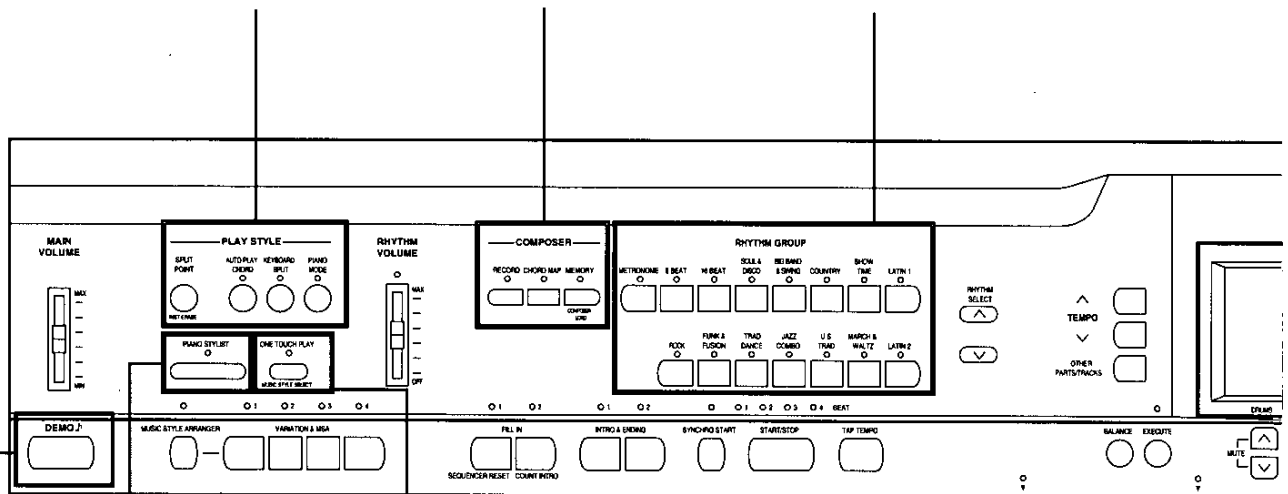 MAIN
VOLUME
MAX
MIN
PLAY STYLE
SPLIT
POINT
AUTO PLAY
CHORD
KEYBOARD
SPLIT
PIANO
MODE
INST ERASE
RHYTHM
VOLUME
MAX
OFF
PIANO STYLIST
ONE TOUCH PLAY
MUSIC STYLE SELECT
COMPOSER
RECORD CHORD MAP MEMORY
COMPOSER
LOAD
RHYTHM GROUP
METRONOME
8 BEAT
16 BEAT
SOUL &
DISCO
BIG BAND
& SWING
COUNTRY
SHOW
TIME
LATIN 1
ROCK
FUNK &
FUSION
TRAD
DANCE
JAZZ
COMBO
U S
TRAD
MARCH &
WALTZ
LATIN 2
RHYTHM
SELECT
TEMPO
OTHER
PARTS/TRACKS
DRUMS
1 2 3 4
1 2
1 2
1 2 3 4 BEAT
DEMO♪
MUSIC STYLE ARRANGER
VARIATION & MSA
FILL IN
SEQUENCER RESET COUNT INTRO
INTRO & ENDING
SYNCHRO START
START/STOP
TAP TEMPO
BALANCE EXECUTE
MUTE